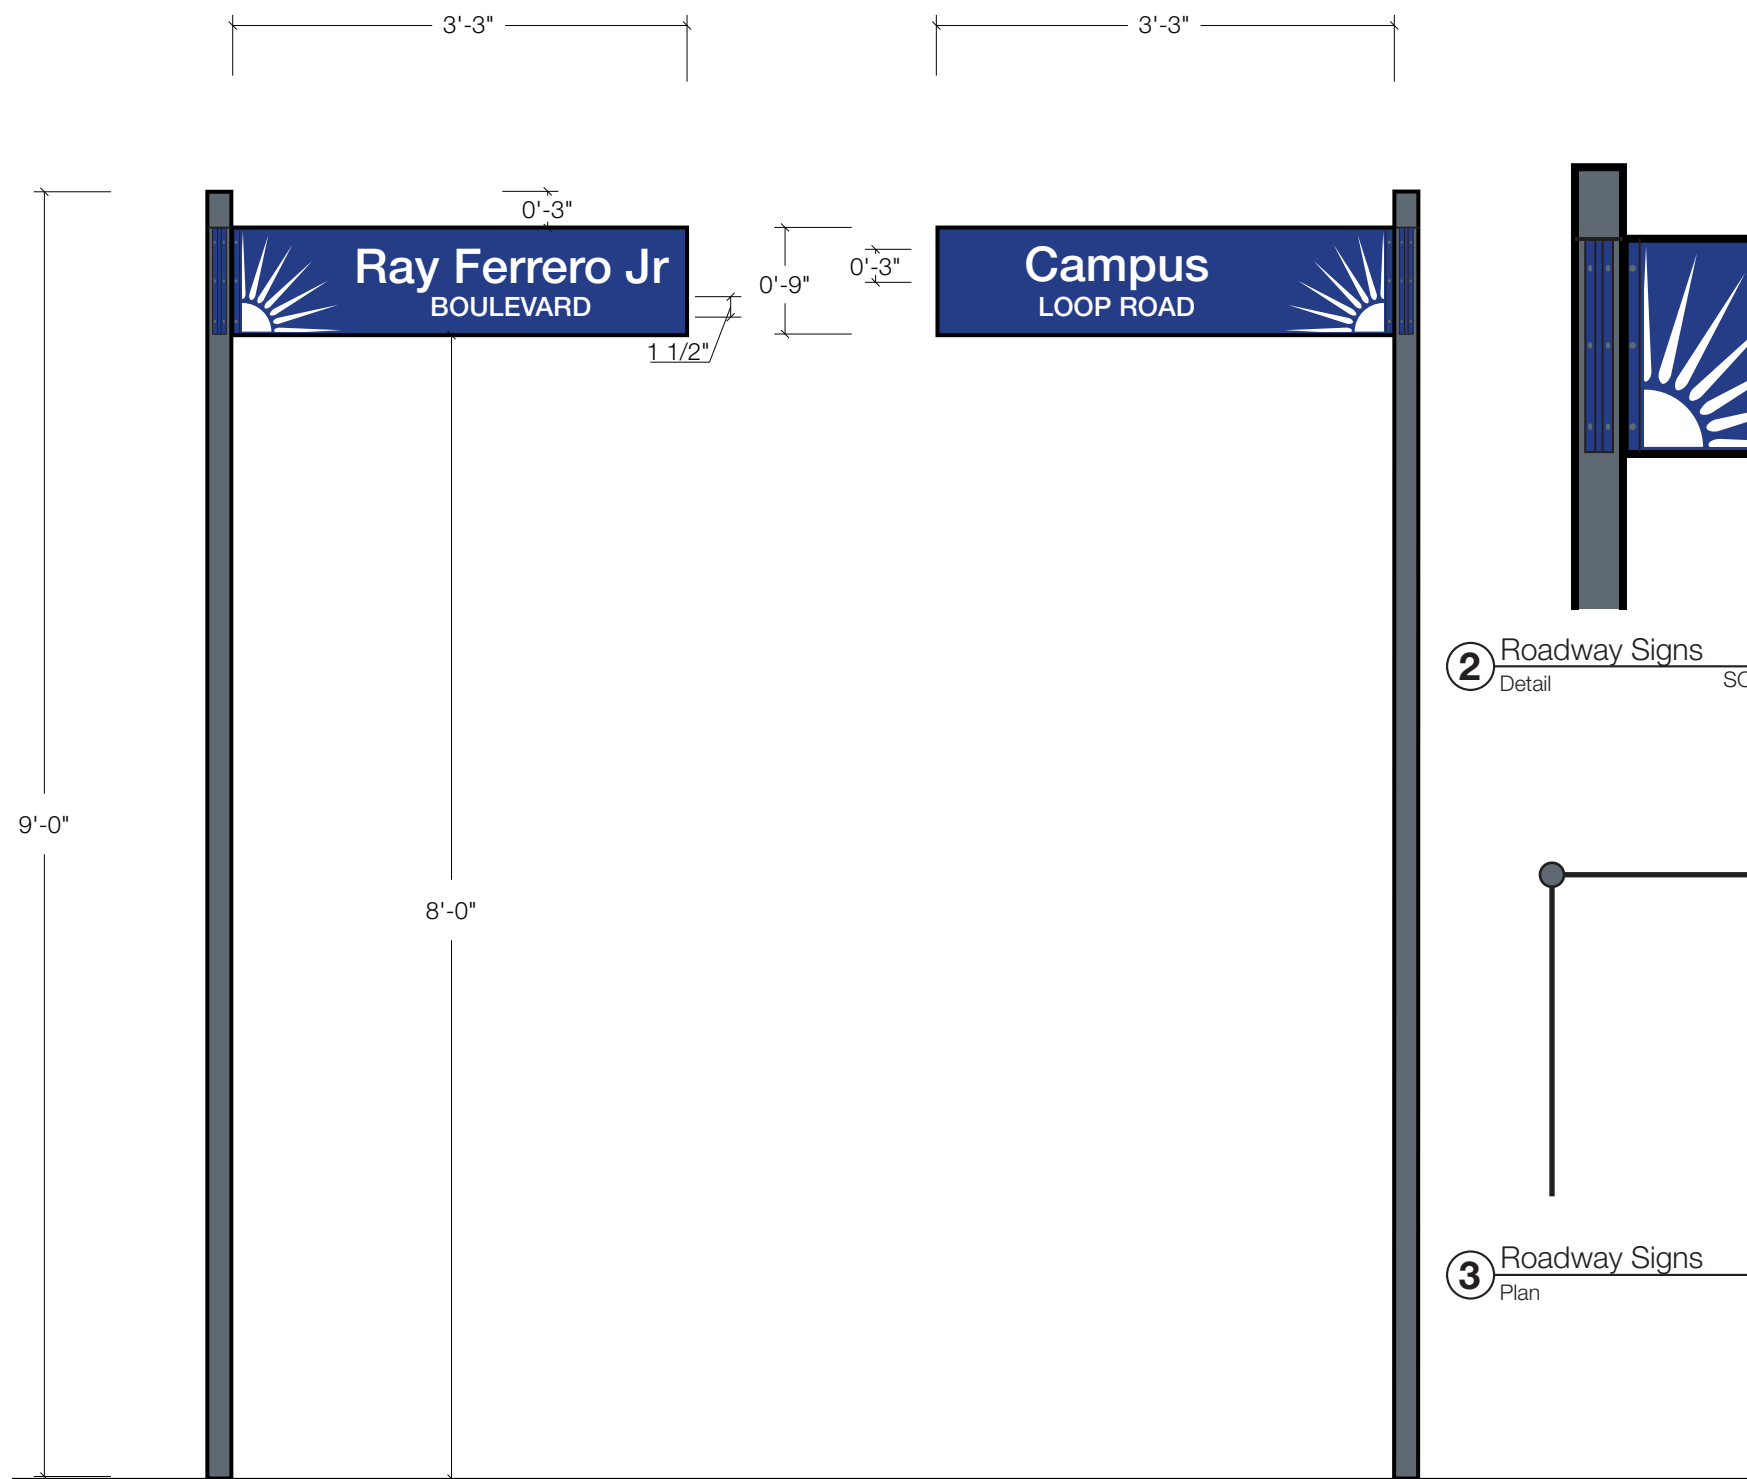 3'-3"
3'-3"
0'-3"
Ray Ferrero Jr
BOULEVARD
0'-9"
0'-3"
Campus
LOOP ROAD
1 1/2"
2
Roadway Signs
Detail
9'-0"
8'-0"
3
Roadway Signs
Plan